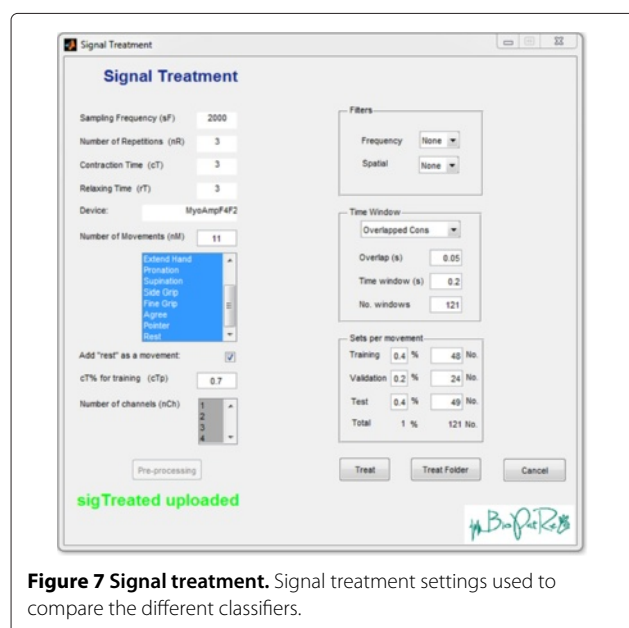 Signal Treatment
Signal Treatment
Sampling Frequency (sF) 2000
Number of Repetitions (nR) 3
Contraction Time (cT) 3
Relaxing Time (rT) 3
Device: MyoAmpF4F2
Number of Movements (nM) 11
Extend Hand
Pronation
Supination
Side Grip
Fine Grip
Agree
Pointer
Rest
Add "rest" as a movement:
cT% for training (cTp) 0.7
Number of channels (nCh) 1
2
3
4
Pre-processing
sigTreated uploaded
Filters
Frequency None
Spatial None
Time Window
Overlapped Cons
Overlap (s) 0.05
Time window (s) 0.2
No. windows 121
Sets per movement
Training 0.4 % 48 No.
Validation 0.2 % 24 No.
Test 0.4 % 49 No.
Total 1 % 121 No.
Treat Treat Folder Cancel
BioPatRec
Figure 7 Signal treatment. Signal treatment settings used to
compare the different classifiers.